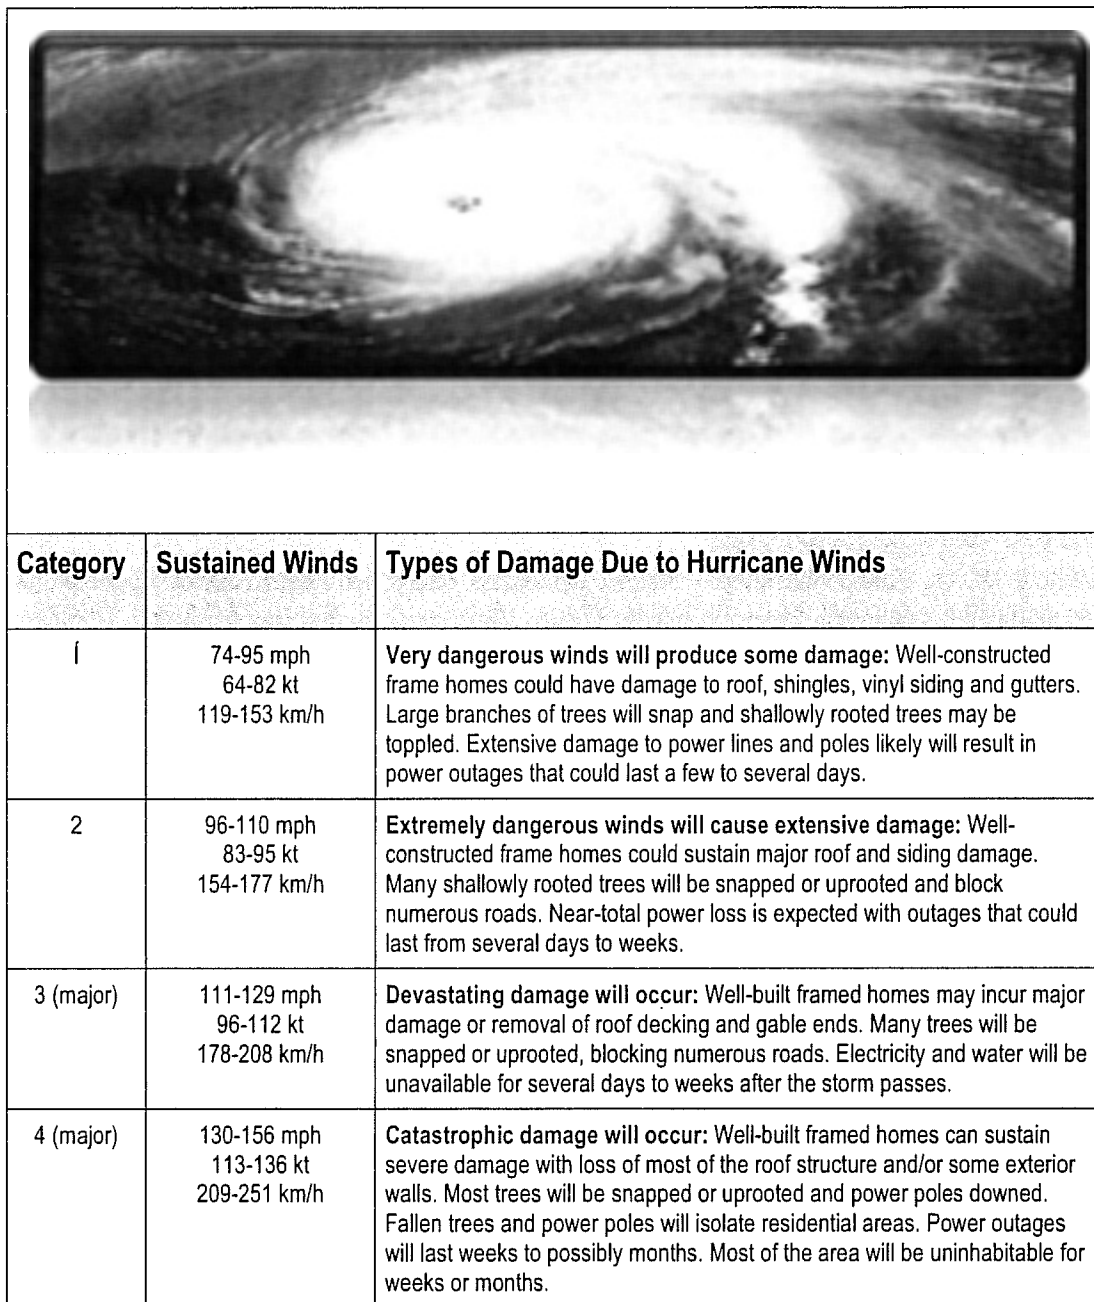 Category Sustained Winds Types of Damage Due to Hurricane Winds
1
74-95 mph
64-82 kt
119-153 km/h
Very dangerous winds will produce some damage: Well-constructed
frame homes could have damage to roof, shingles, vinyl siding and gutters.
Large branches of trees will snap and shallowly rooted trees may be
toppled. Extensive damage to power lines and poles likely will result in
power outages that could last a few to several days.
2
96-110 mph
83-95 kt
154-177 km/h
Extremely dangerous winds will cause extensive damage: Well-
constructed frame homes could sustain major roof and siding damage.
Many shallowly rooted trees will be snapped or uprooted and block
numerous roads. Near-total power loss is expected with outages that could
last from several days to weeks.
3 (major)
111-129 mph
96-112 kt
178-208 km/h
Devastating damage will occur: Well-built framed homes may incur major
damage or removal of roof decking and gable ends. Many trees will be
snapped or uprooted, blocking numerous roads. Electricity and water will be
unavailable for several days to weeks after the storm passes.
4 (major)
130-156 mph
113-136 kt
209-251 km/h
Catastrophic damage will occur: Well-built framed homes can sustain
severe damage with loss of most of the roof structure and/or some exterior
walls. Most trees will be snapped or uprooted and power poles downed.
Fallen trees and power poles will isolate residential areas. Power outages
will last weeks to possibly months. Most of the area will be uninhabitable for
weeks or months.